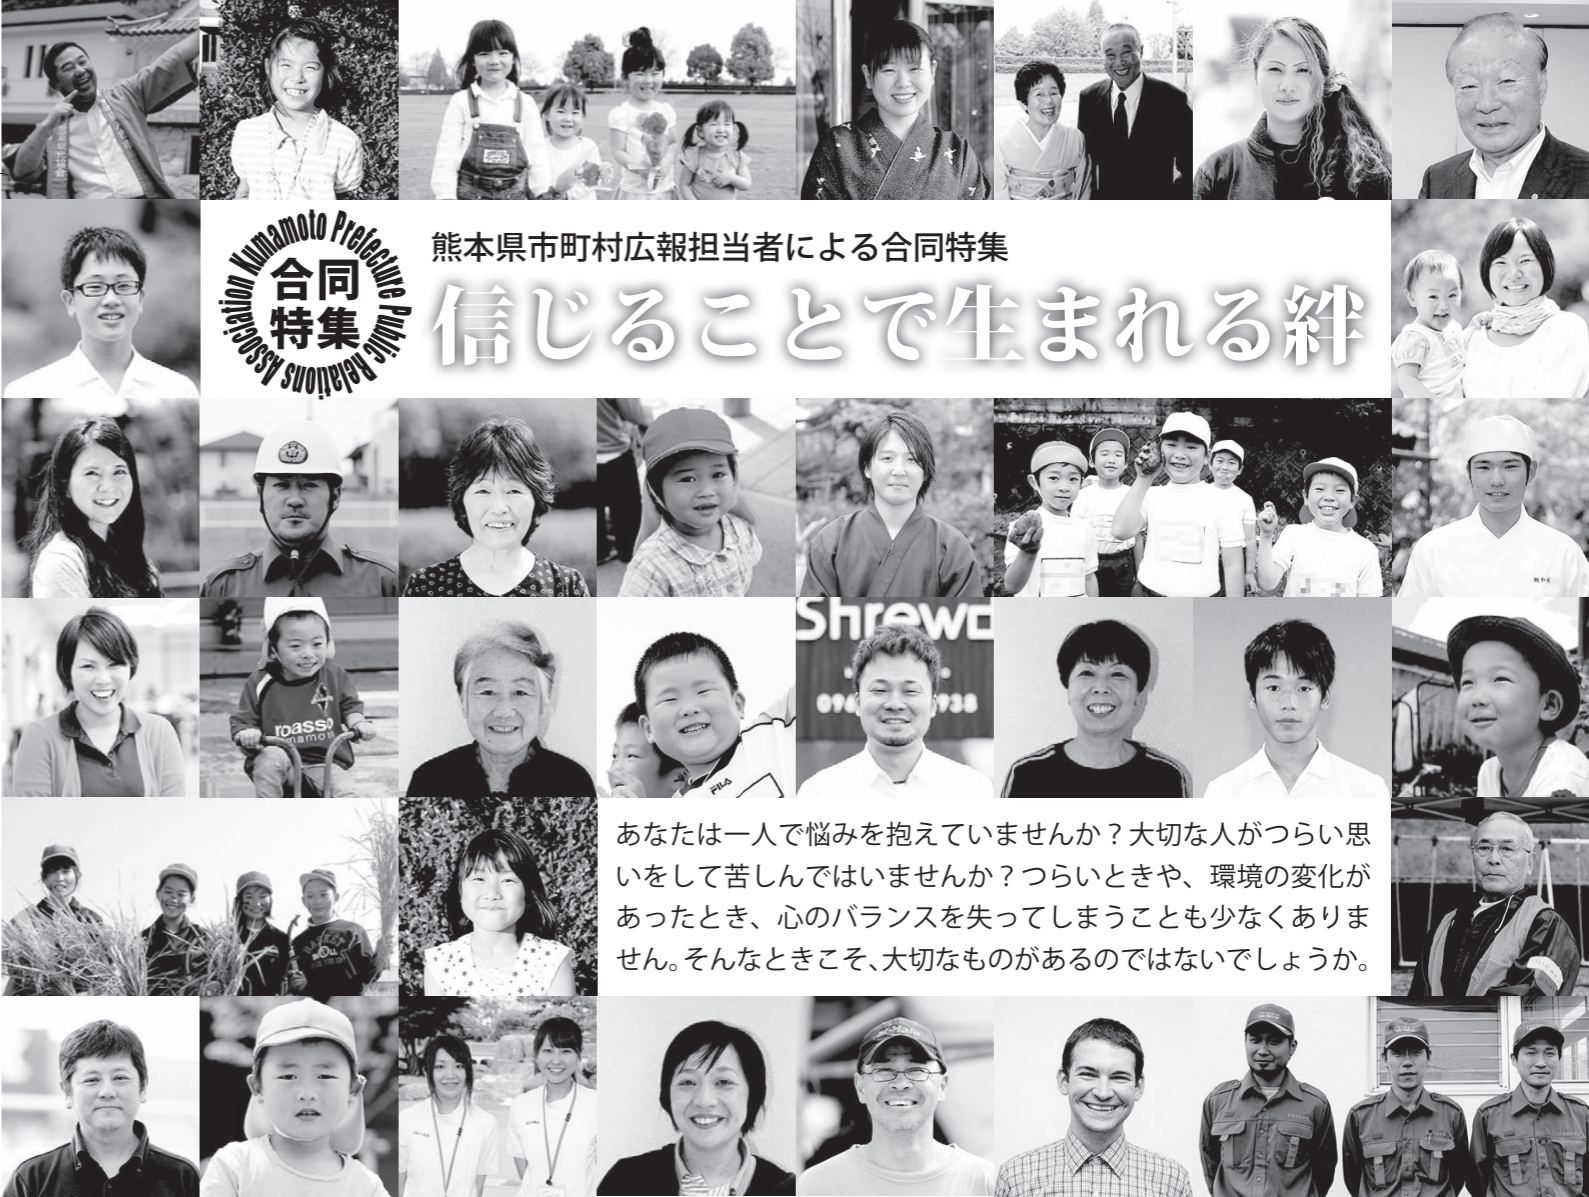 Kumamoto Prefecture Public Relations Association
合同
特集
熊本県市町村広報担当者による合同特集
信じることで生まれる絆
Shrewd
roasso
FILA
あなたは一人で悩みを抱えていませんか？大切な人がつらい思
いをして苦しんではいませんか？つらいときや、環境の変化が
あったとき、心のバランスを失ってしまうことも少なくありま
せん。そんなときこそ、大切なものがあるのではないでしょうか。